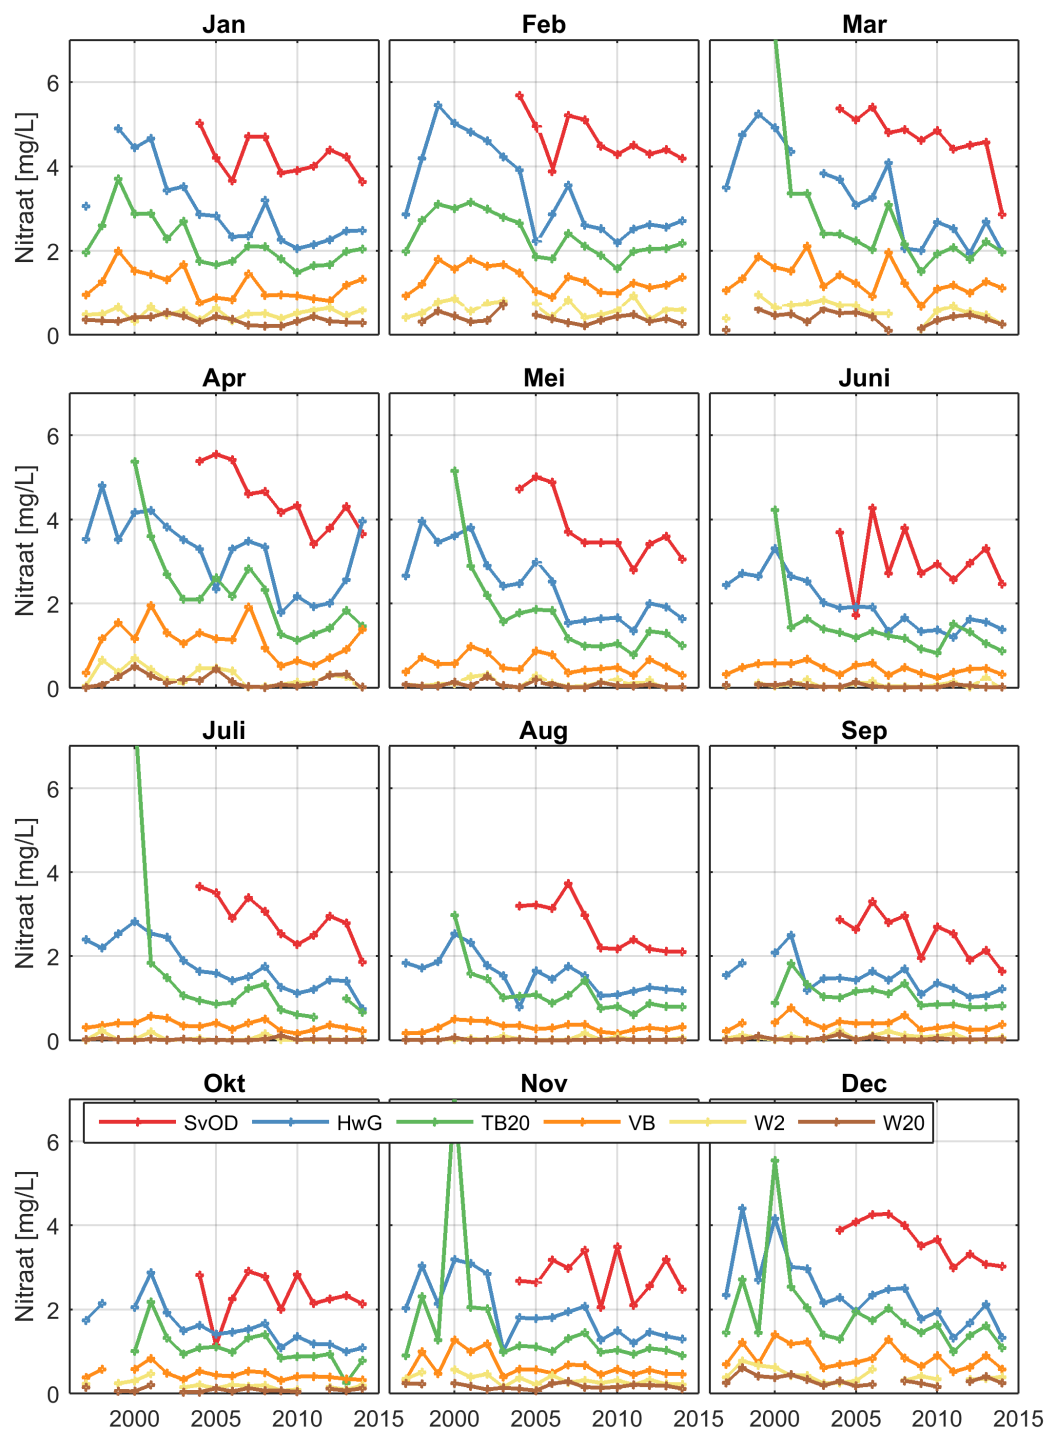 Jan Feb Mar
Nitraat [mg/L]
6
4
2
0
Apr Mei Juni
Nitraat [mg/L]
6
4
2
0
Juli Aug Sep
Nitraat [mg/L]
6
4
2
0
Okt Nov Dec
SvOD HwG TB20 VB W2 W20
Nitraat [mg/L]
6
4
2
0
2000 2005 2010 2015 2000 2005 2010 2015 2000 2005 2010 2015